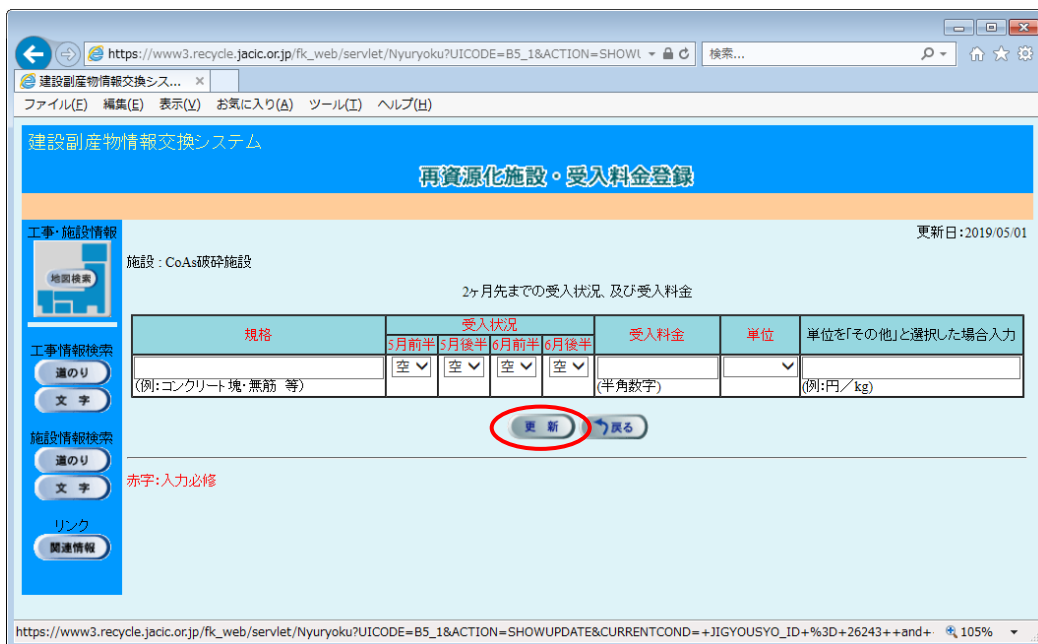 https://www3.recycle.jacic.or.jp/fk_web/servlet/Nyuryoku?UICODE=B5_1&ACTION=SHOWU
検索...
建設副産物情報交換シス... ×
ファイル(F) 編集(E) 表示(V) お気に入り(A) ツール(T) ヘルプ(H)
建設副産物情報交換システム
再資源化施設・受入料金登録
工事・施設情報
更新日:2019/05/01
地図検索
施設 : CoAs破砕施設
2ヶ月先までの受入状況、及び受入料金
規格
受入状況
受入料金
単位
単位を「その他」と選択した場合入力
5月前半 5月後半 6月前半 6月後半
空 空 空 空
(例:コンクリート塊・無筋 等)
(半角数字)
(例:円/kg)
工事情報検索
道のり
文 字
更 新
戻る
施設情報検索
道のり
文 字
赤字:入力必修
リンク
関連情報
https://www3.recycle.jacic.or.jp/fk_web/servlet/Nyuryoku?UICODE=B5_1&ACTION=SHOWUPDATE&CURRENTCOND=+JIGYOUSYO_ID+%3D+26243++and+
105%